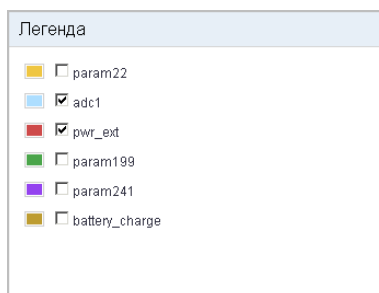 Легенда
param22
adc1
pwr_ext
param199
param241
battery_charge